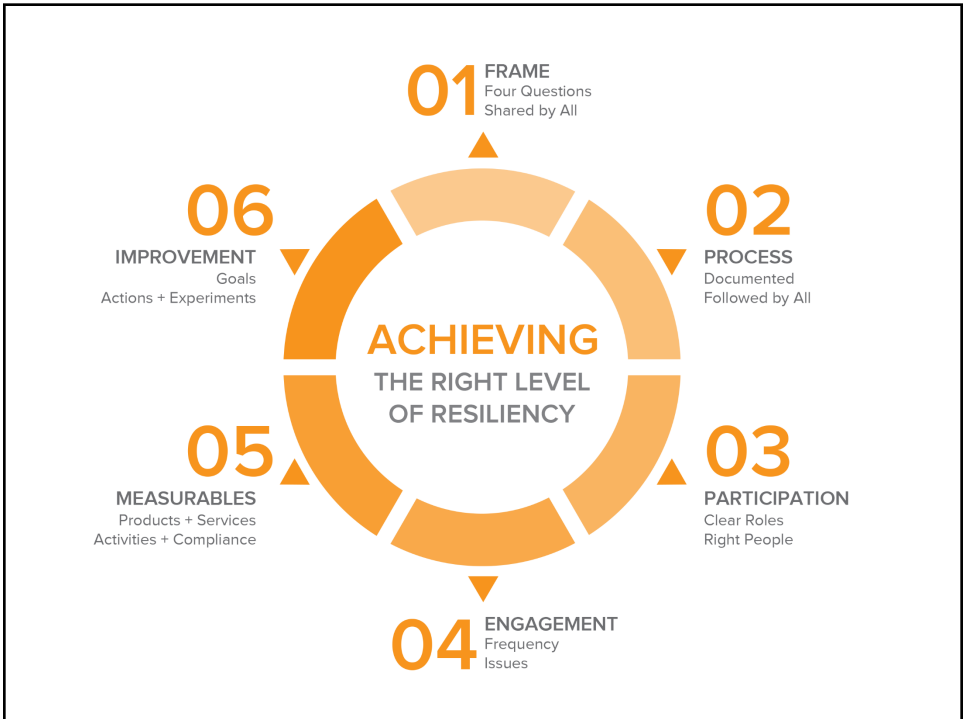 01
FRAME
Four Questions
Shared by All
02
PROCESS
Documented
Followed by All
03
PARTICIPATION
Clear Roles
Right People
04
ENGAGEMENT
Frequency
Issues
05
MEASURABLES
Products + Services
Activities + Compliance
06
IMPROVEMENT
Goals
Actions + Experiments
ACHIEVING
THE RIGHT LEVEL
OF RESILIENCY